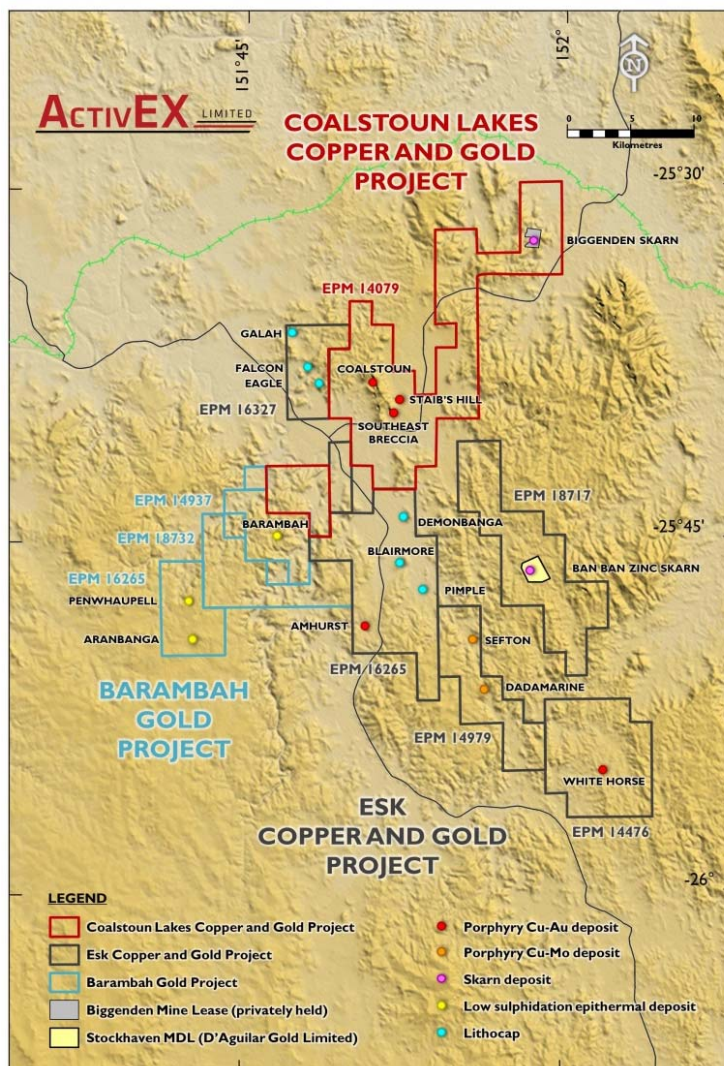 151°45'
152°
N
ACTIVEX LIMITED
0 5 10
Kilometres
COALSTOUN LAKES
COPPER AND GOLD
PROJECT
-25°30'
BIGGENDEN SKARN
EPM 14079
GALAH
FALCON
EAGLE
COALSTOUN
STAIB'S HILL
SOUTHEAST
BRECCIA
EPM 16327
EPM 14937
EPM 18717
EPM 18732
BARAMBAH
DEMONBANGA
-25°45'
BLAIRMORE
BAN BAN ZINC SKARN
EPM 16265
PENWHAUPELL
PIMPLE
AMHURST
ARANBANGA
SEFTON
EPM 16265
BARAMBAH
GOLD
PROJECT
DADAMARINE
EPM 14979
WHITE HORSE
ESK
COPPER AND GOLD
PROJECT
EPM 14476
-26°
LEGEND
Coalstoun Lakes Copper and Gold Project
Esk Copper and Gold Project
Barambah Gold Project
Biggenden Mine Lease (privately held)
Stockhaven MDL (D'Aguilar Gold Limited)
Porphyry Cu-Au deposit
Porphyry Cu-Mo deposit
Skarn deposit
Low sulphidation epithermal deposit
Lithocap